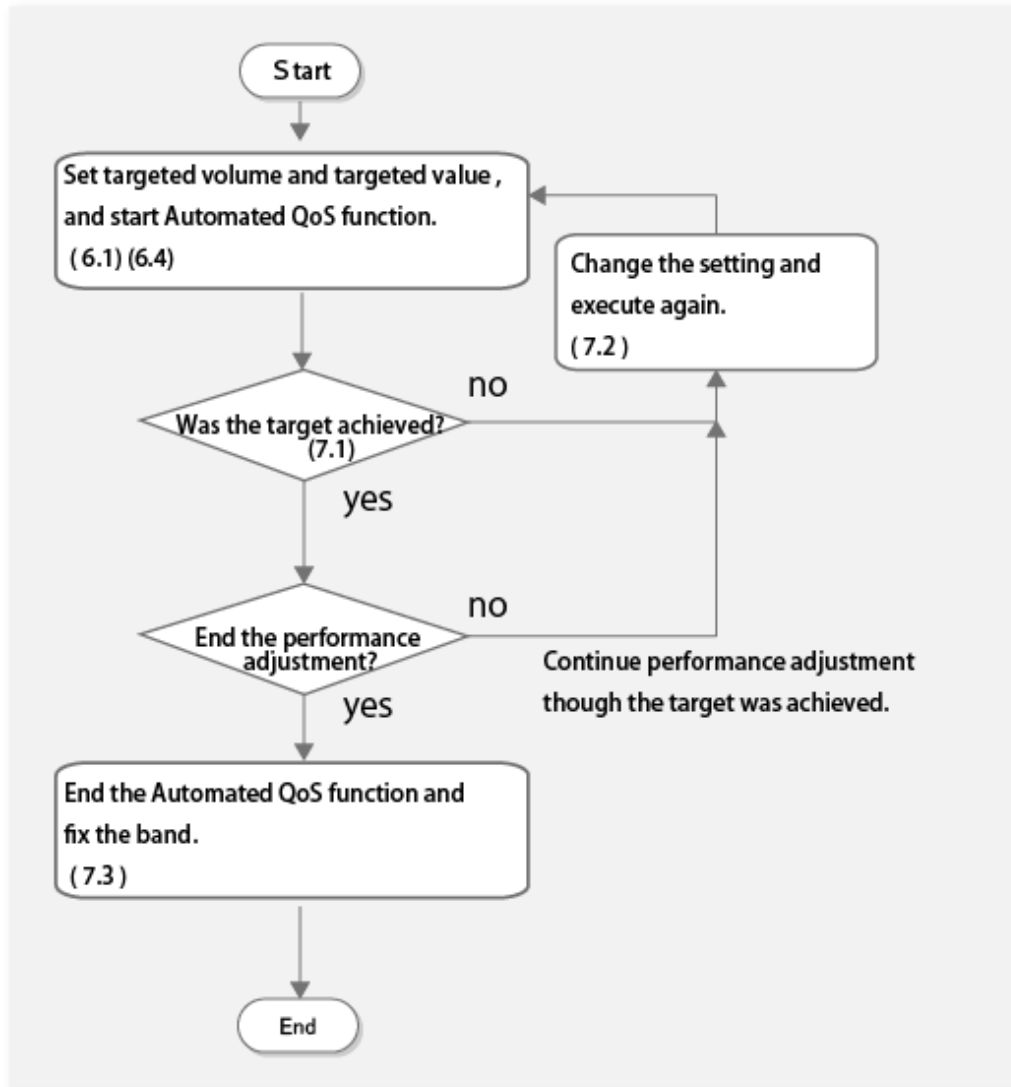 Start
Set targeted volume and targeted value ,
and start Automated QoS function.
( 6.1) (6.4)
Change the setting and
execute again.
( 7.2 )
no
Was the target achieved?
(7.1)
yes
no
End the performance
adjustment?
Continue performance adjustment
though the target was achieved.
yes
End the Automated QoS function and
fix the band.
( 7.3 )
End